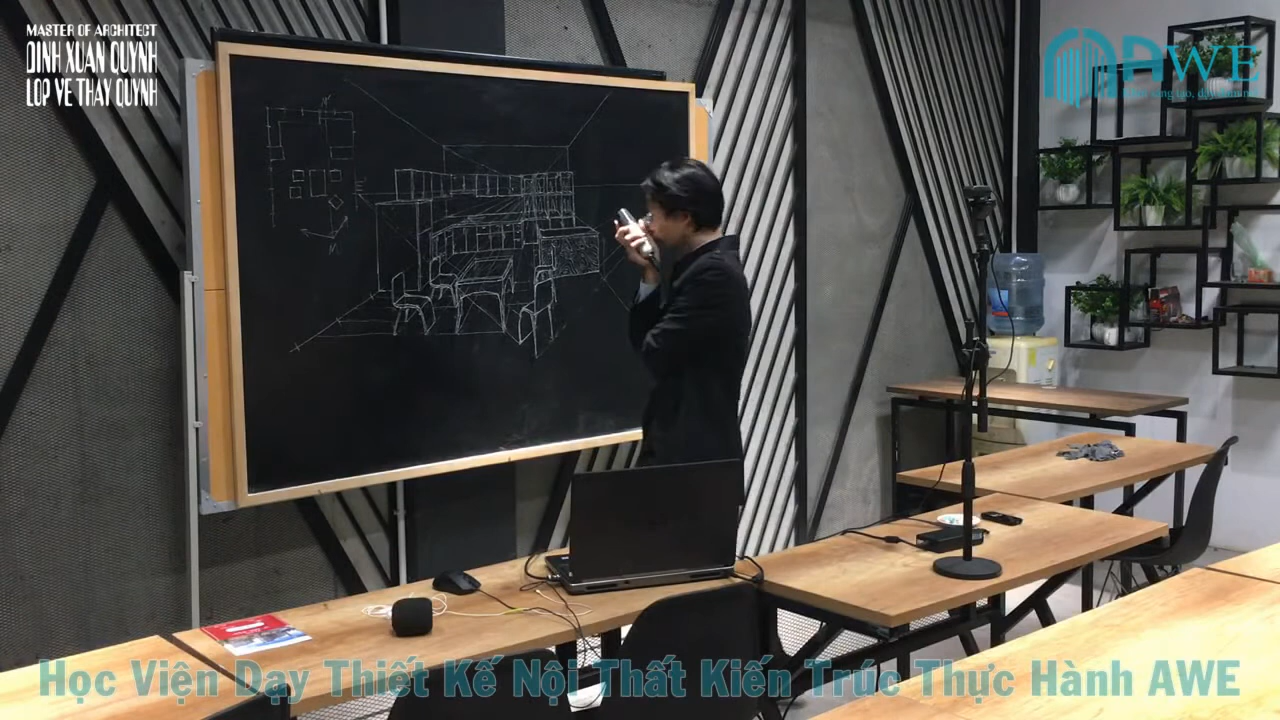 MASTER OF ARCHITECT
DINH XUAN QUYNH
LOP VE THAY QUYNH
AWE
Học Viện Dạy Thiết Kế Nội Thất Kiến Trúc Thực Hành AWE